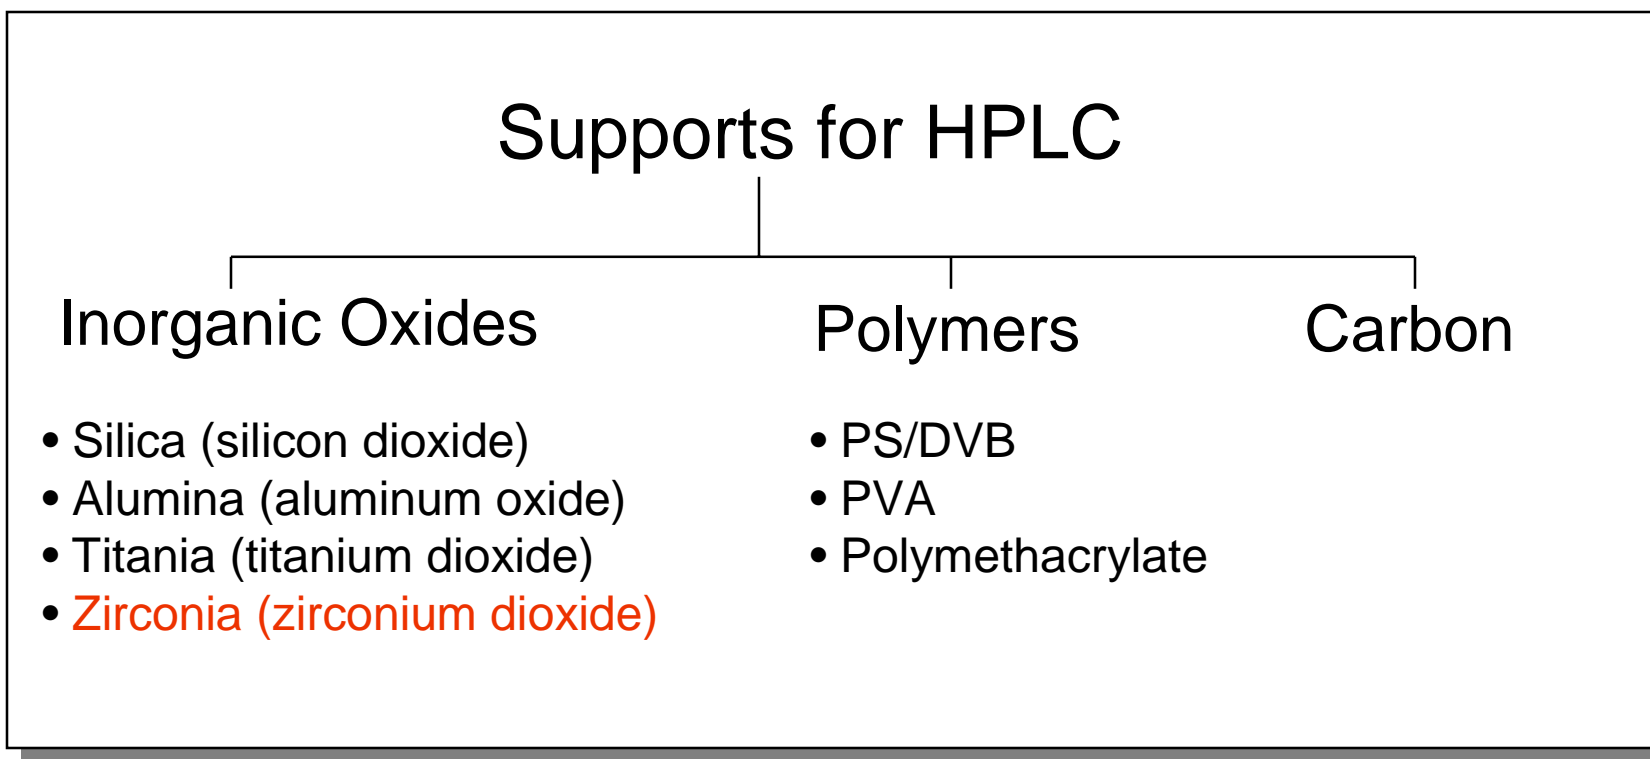 Supports for HPLC
Inorganic Oxides
• Silica (silicon dioxide)
• Alumina (aluminum oxide)
• Titania (titanium dioxide)
• Zirconia (zirconium dioxide)
Polymers
• PS/DVB
• PVA
• Polymethacrylate
Carbon